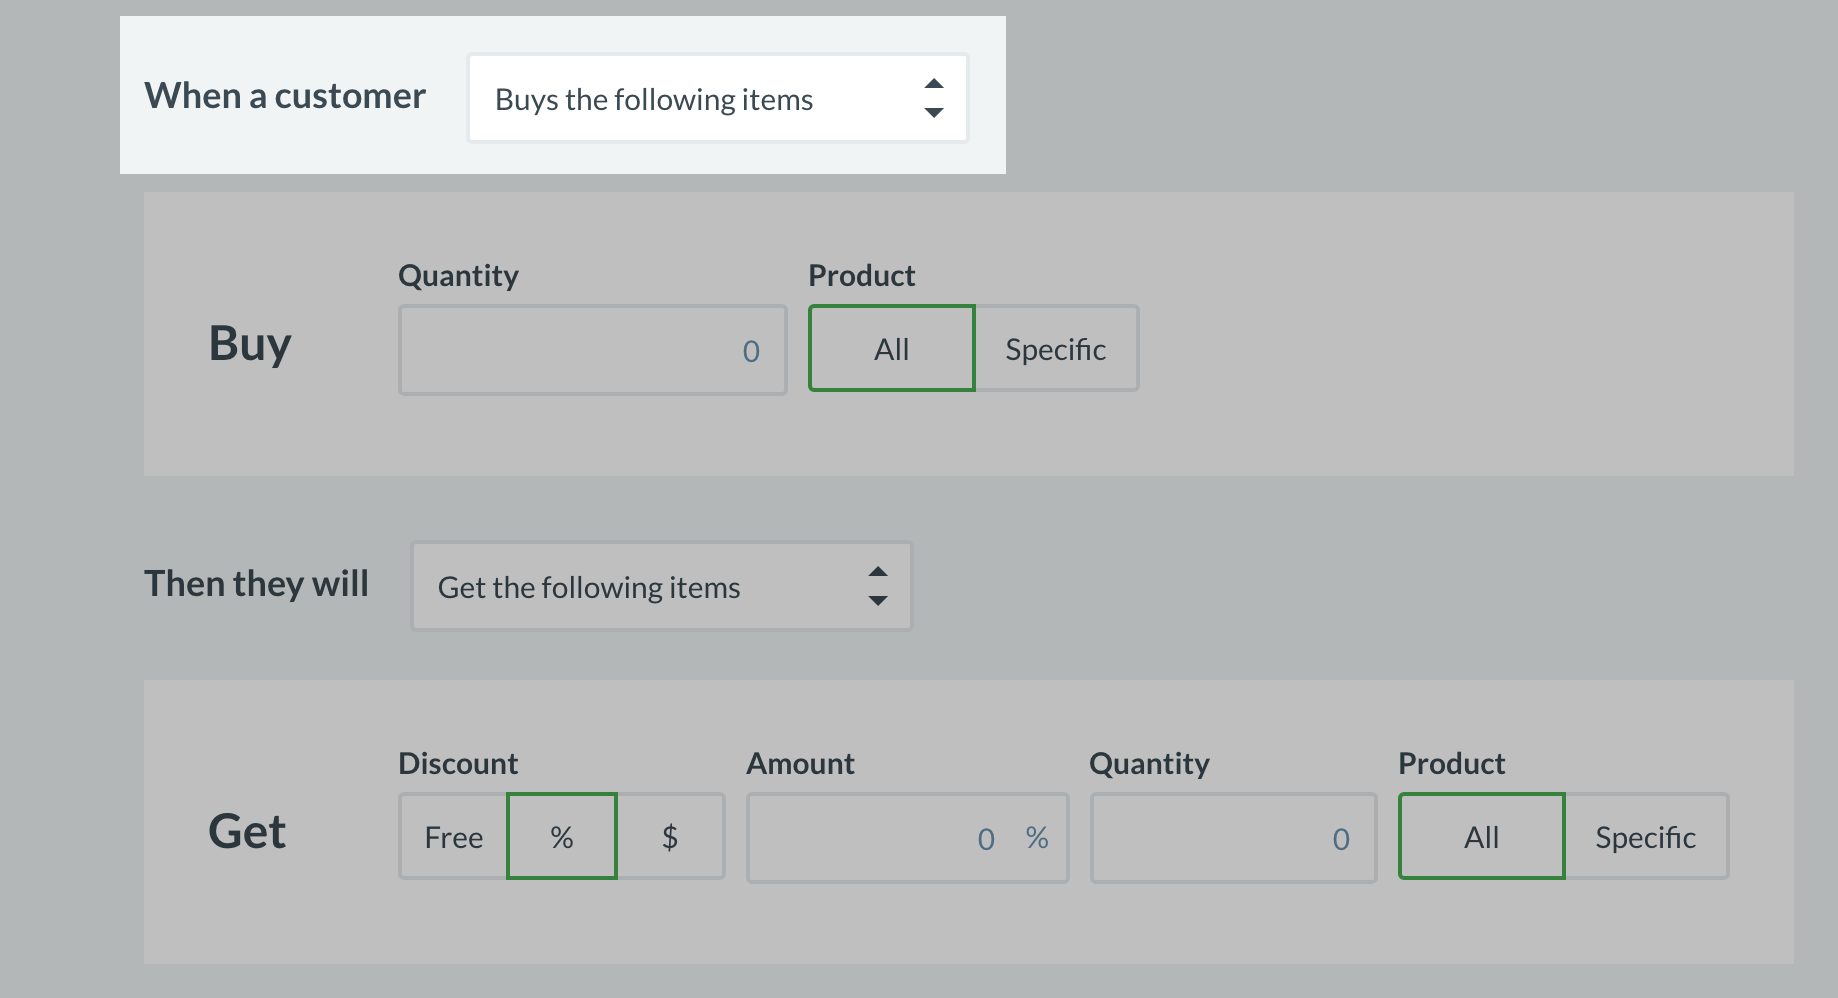 When a customer Buys the following items
Quantity Product
Buy 0 All Specific
Then they will Get the following items
Discount Amount Quantity Product
Get Free % $ 0 % 0 All Specific